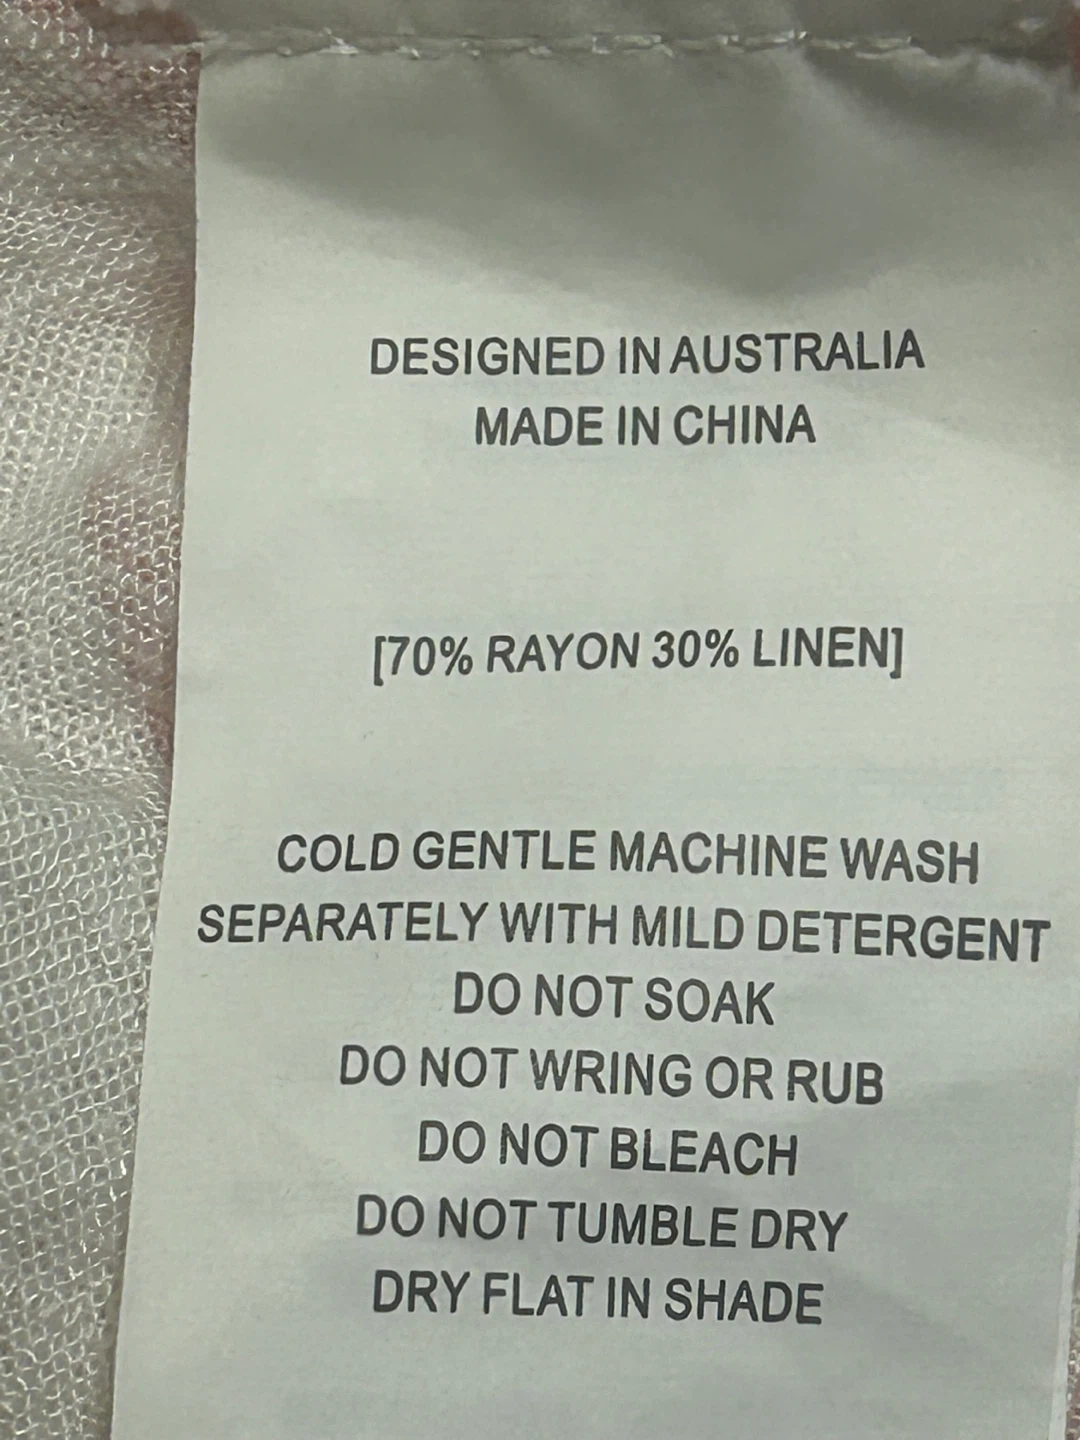 DESIGNED IN AUSTRALIA
MADE IN CHINA
[70% RAYON 30% LINEN]
COLD GENTLE MACHINE WASH
SEPARATELY WITH MILD DETERGENT
DO NOT SOAK
DO NOT WRING OR RUB
DO NOT BLEACH
DO NOT TUMBLE DRY
DRY FLAT IN SHADE